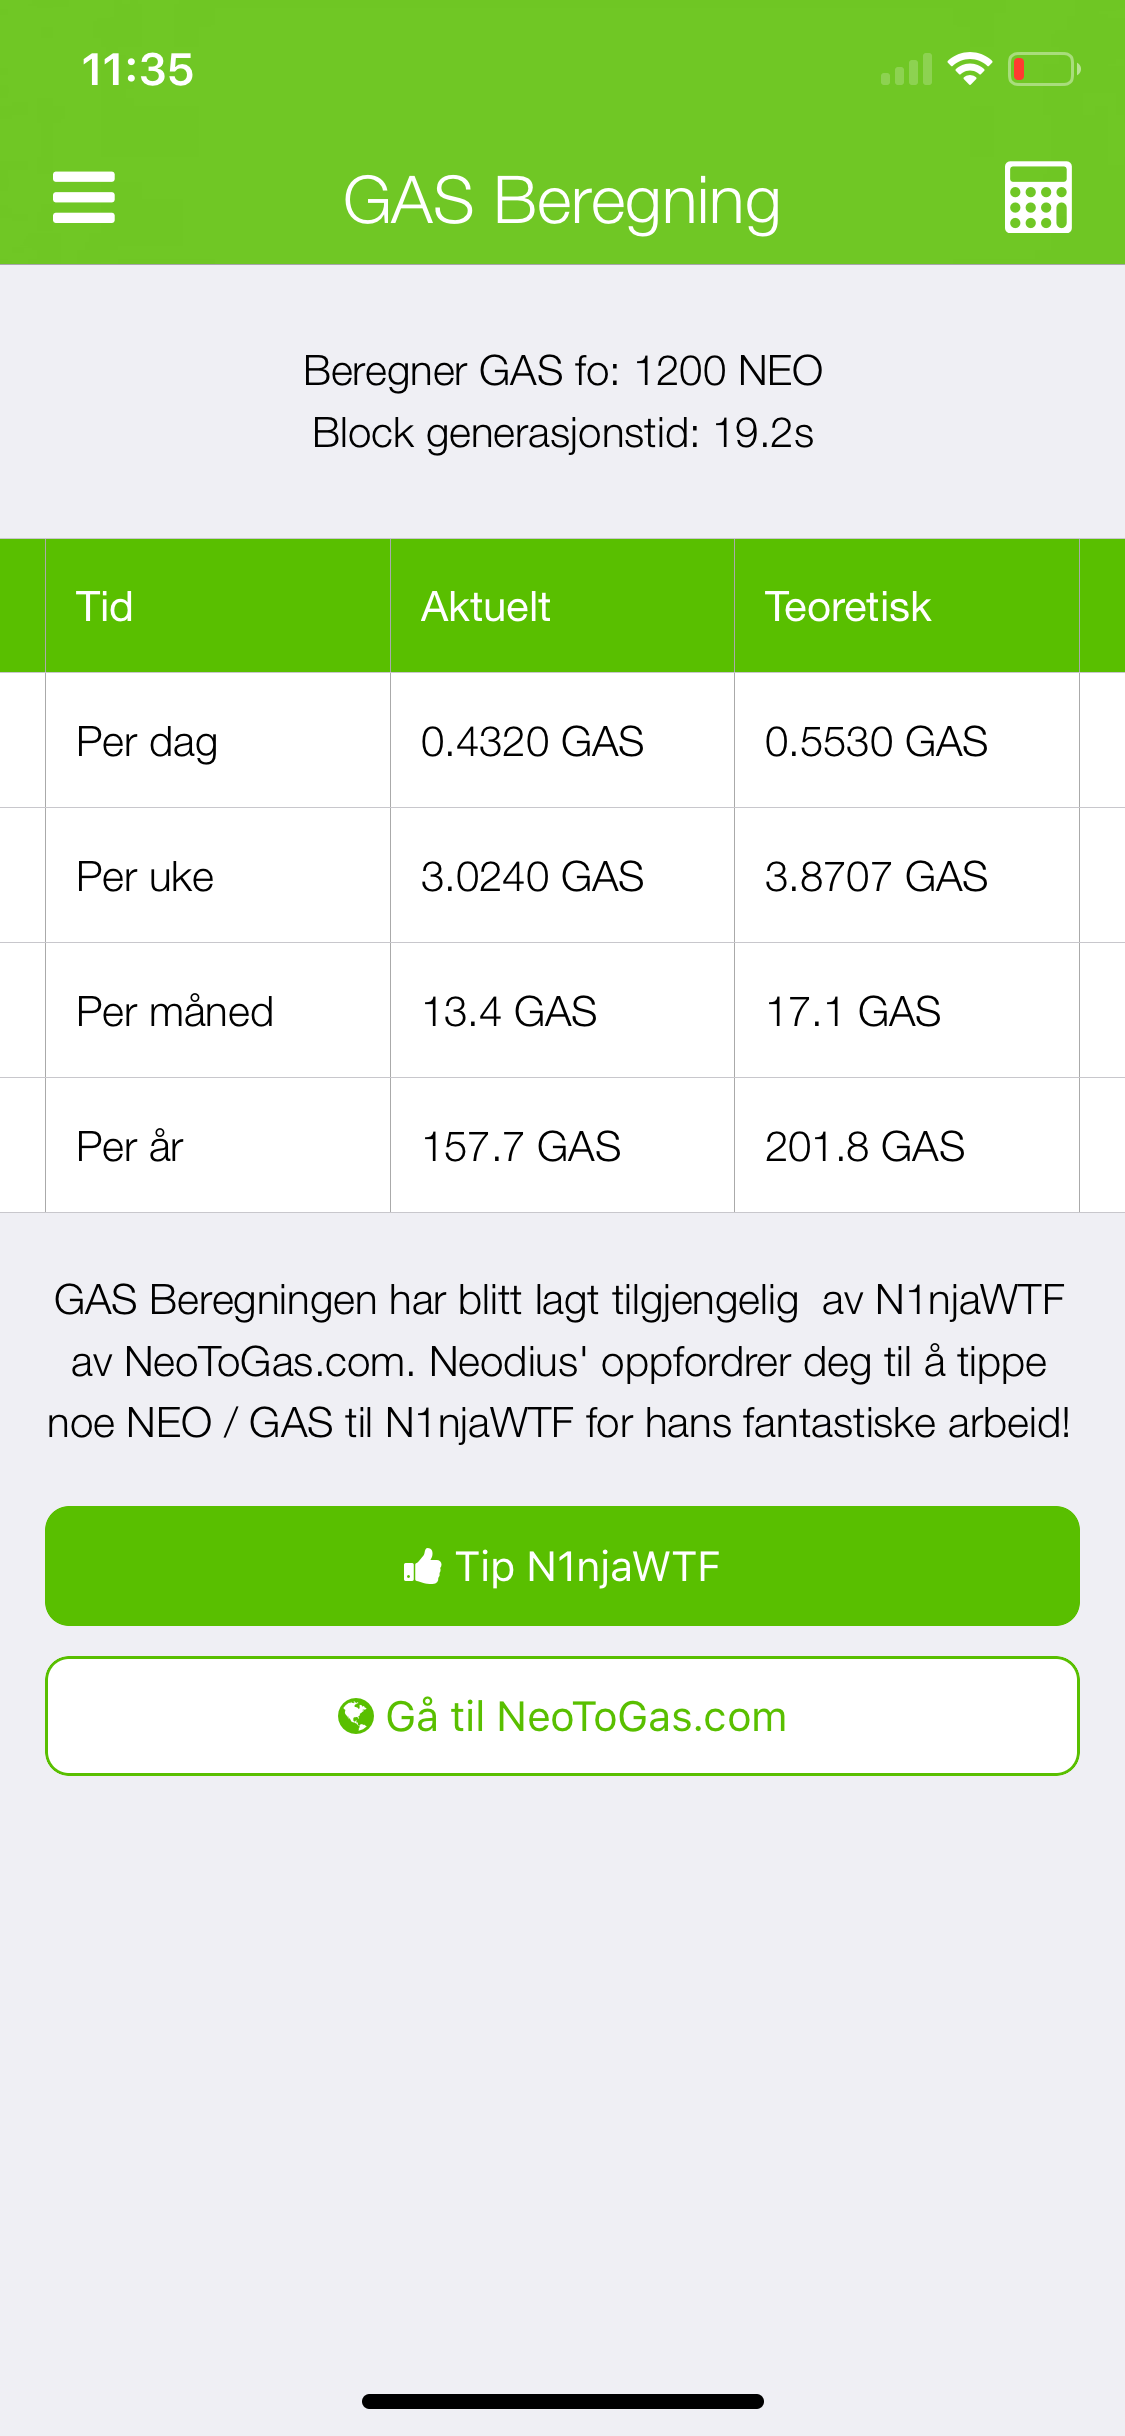 11:35
GAS Beregning
Beregner GAS fo: 1200 NEO
Block generasjonstid: 19.2s
Tid Aktuelt Teoretisk
Per dag 0.4320 GAS 0.5530 GAS
Per uke 3.0240 GAS 3.8707 GAS
Per måned 13.4 GAS 17.1 GAS
Per år 157.7 GAS 201.8 GAS
GAS Beregningen har blitt lagt tilgjengelig  av N1njaWTF
av NeoToGas.com. Neodius' oppfordrer deg til å tippe
noe NEO / GAS til N1njaWTF for hans fantastiske arbeid!
Tip N1njaWTF
Gå til NeoToGas.com